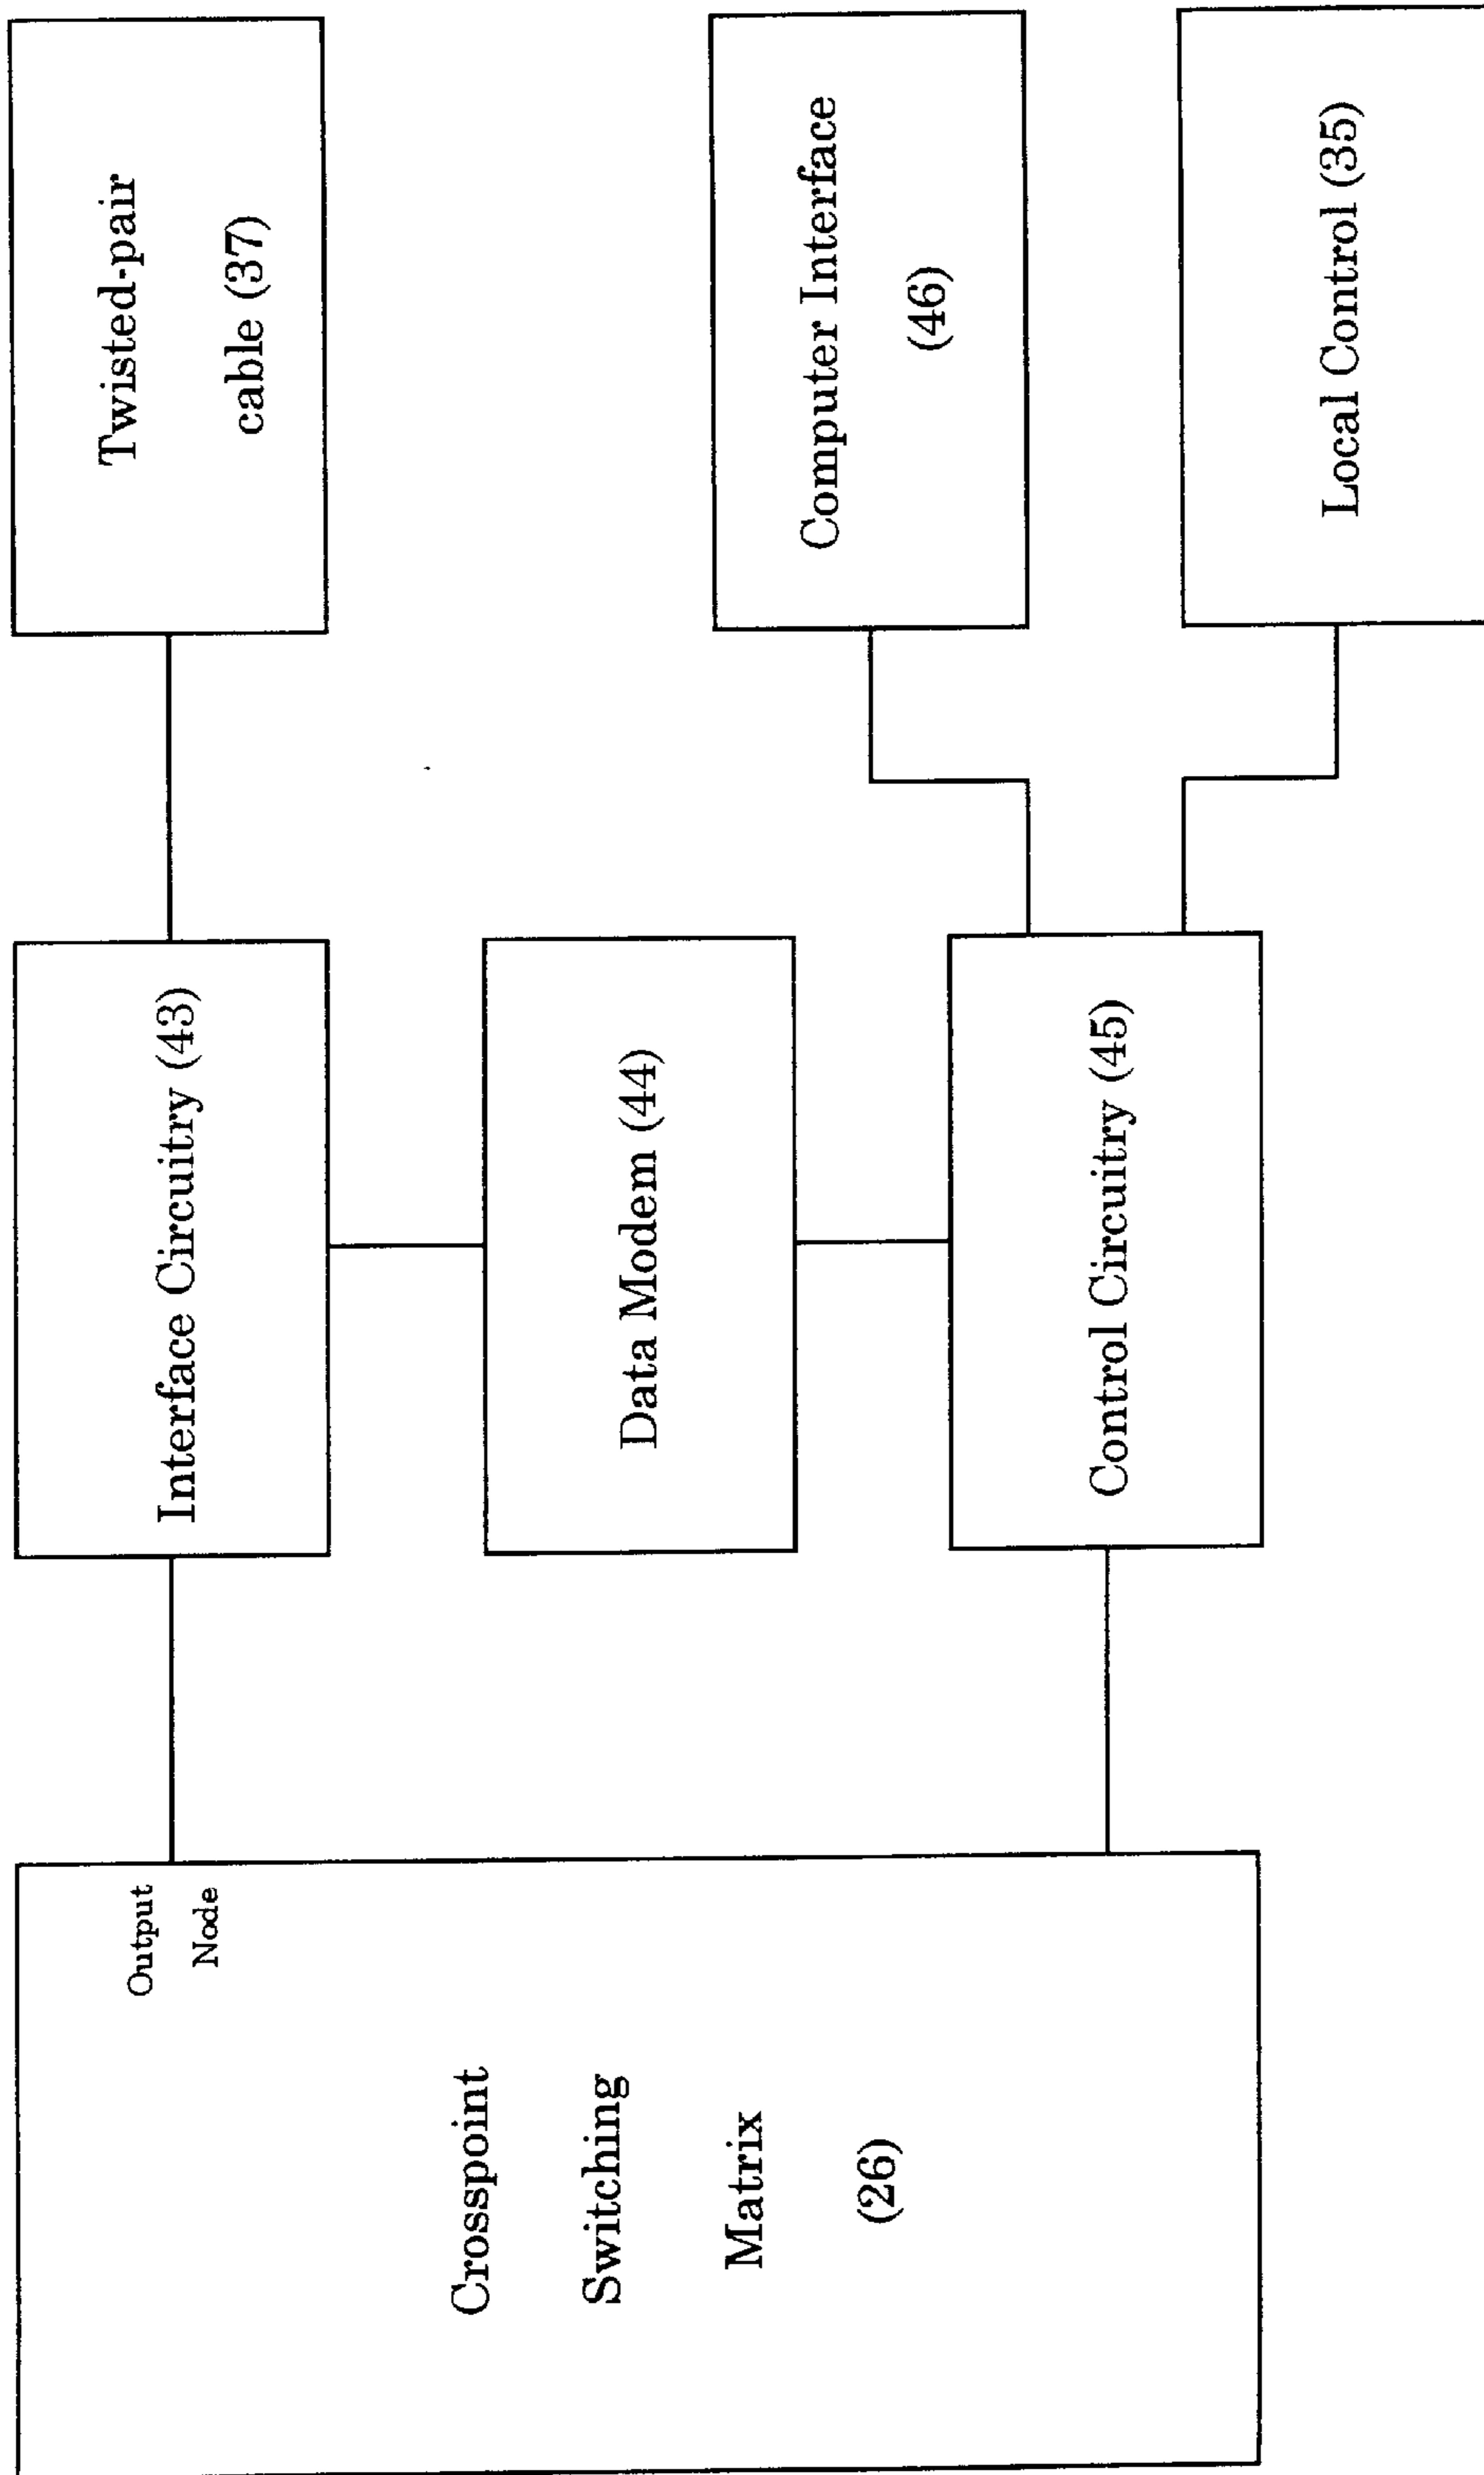 Crosspoint
Switching
Matrix
(26)
Output
Node
Interface Circuitry (43)
Data Modem (44)
Control Circuitry (45)
Twisted-pair
cable (37)
Computer Interface
(46)
Local Control (35)